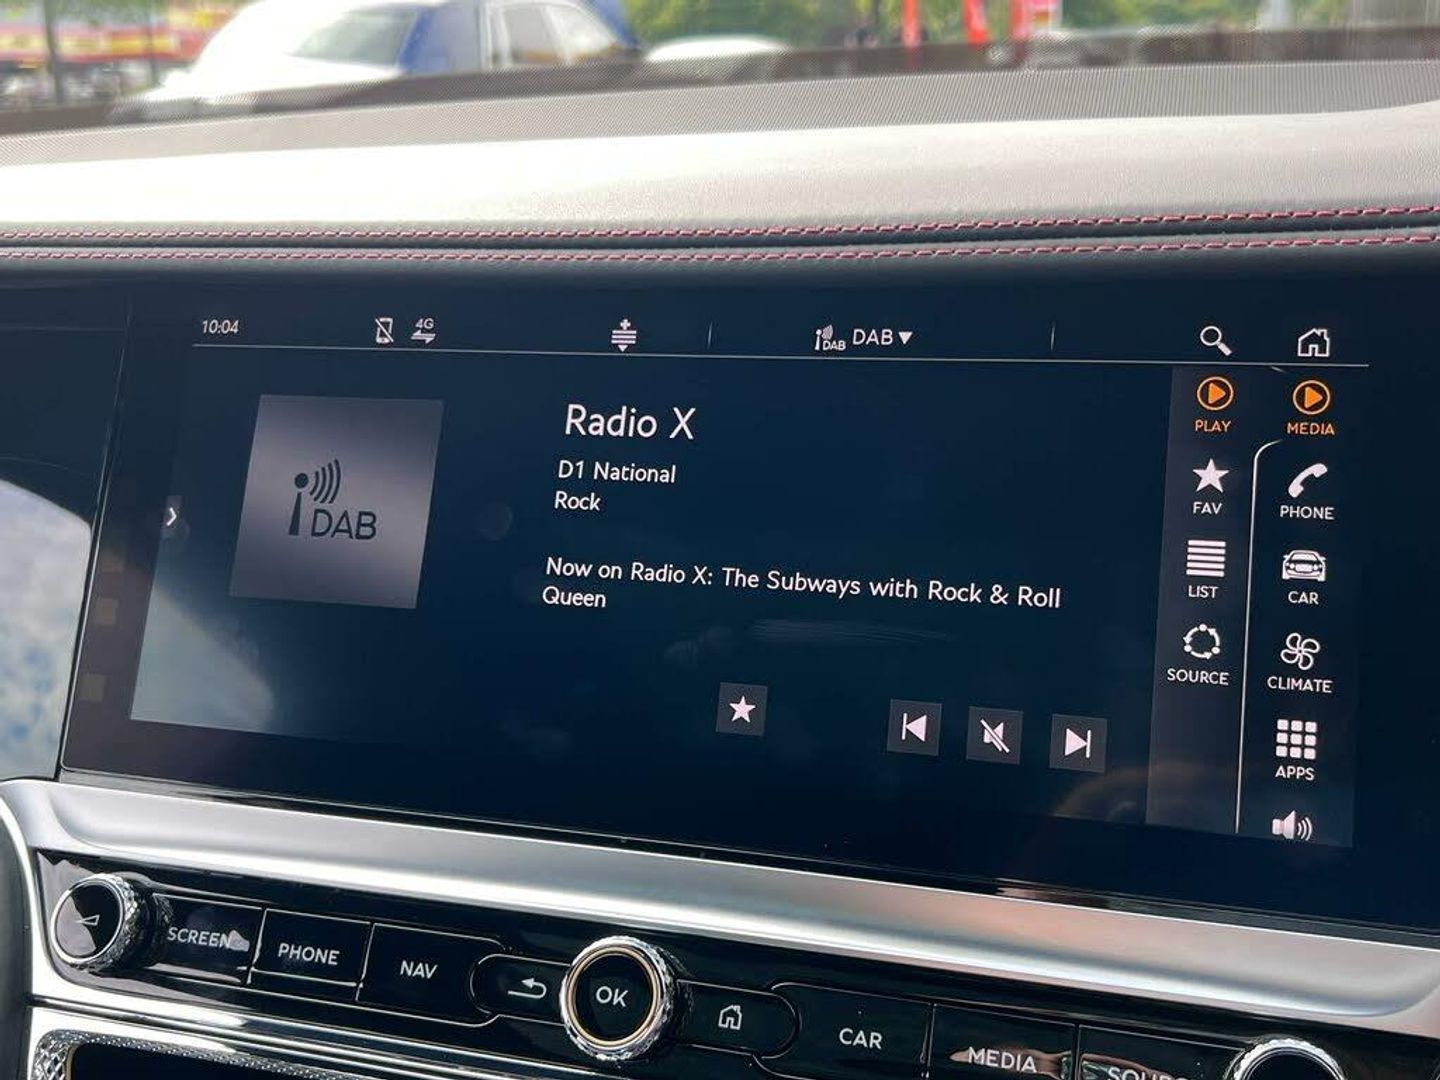 10:04
4G
DAB
DAB
Radio X
D1 National
Rock
Now on Radio X: The Subways with Rock & Roll
Queen
DAB
PLAY
MEDIA
FAV
PHONE
LIST
CAR
SOURCE
CLIMATE
APPS
SCREEN
PHONE
NAV
OK
CAR
MEDIA